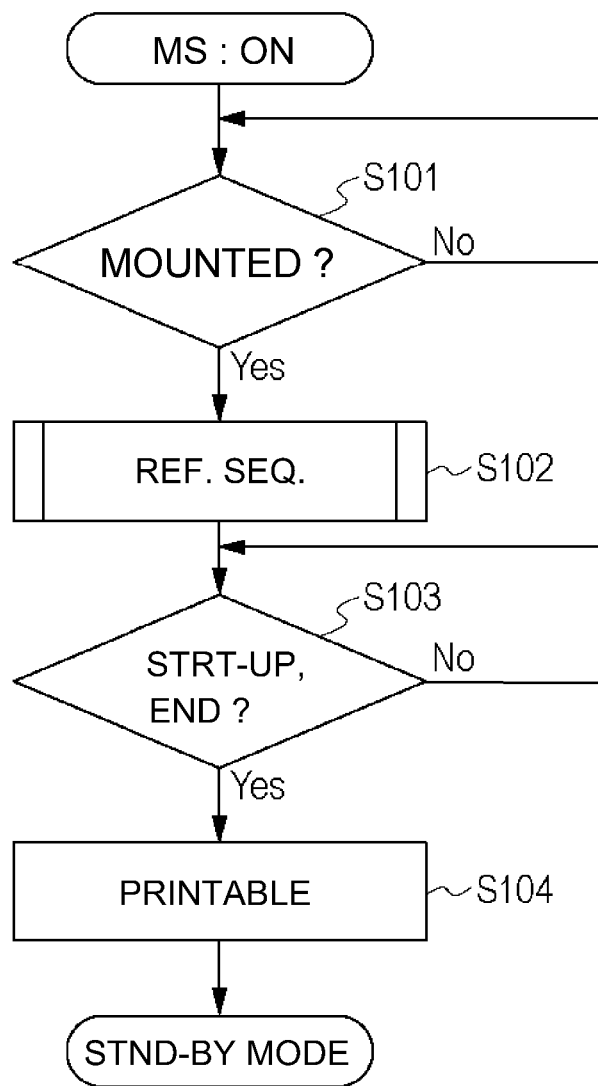 MS : ON
S101
MOUNTED ?
No
Yes
REF. SEQ.
S102
S103
STRT-UP,
END ?
No
Yes
PRINTABLE
S104
STND-BY MODE